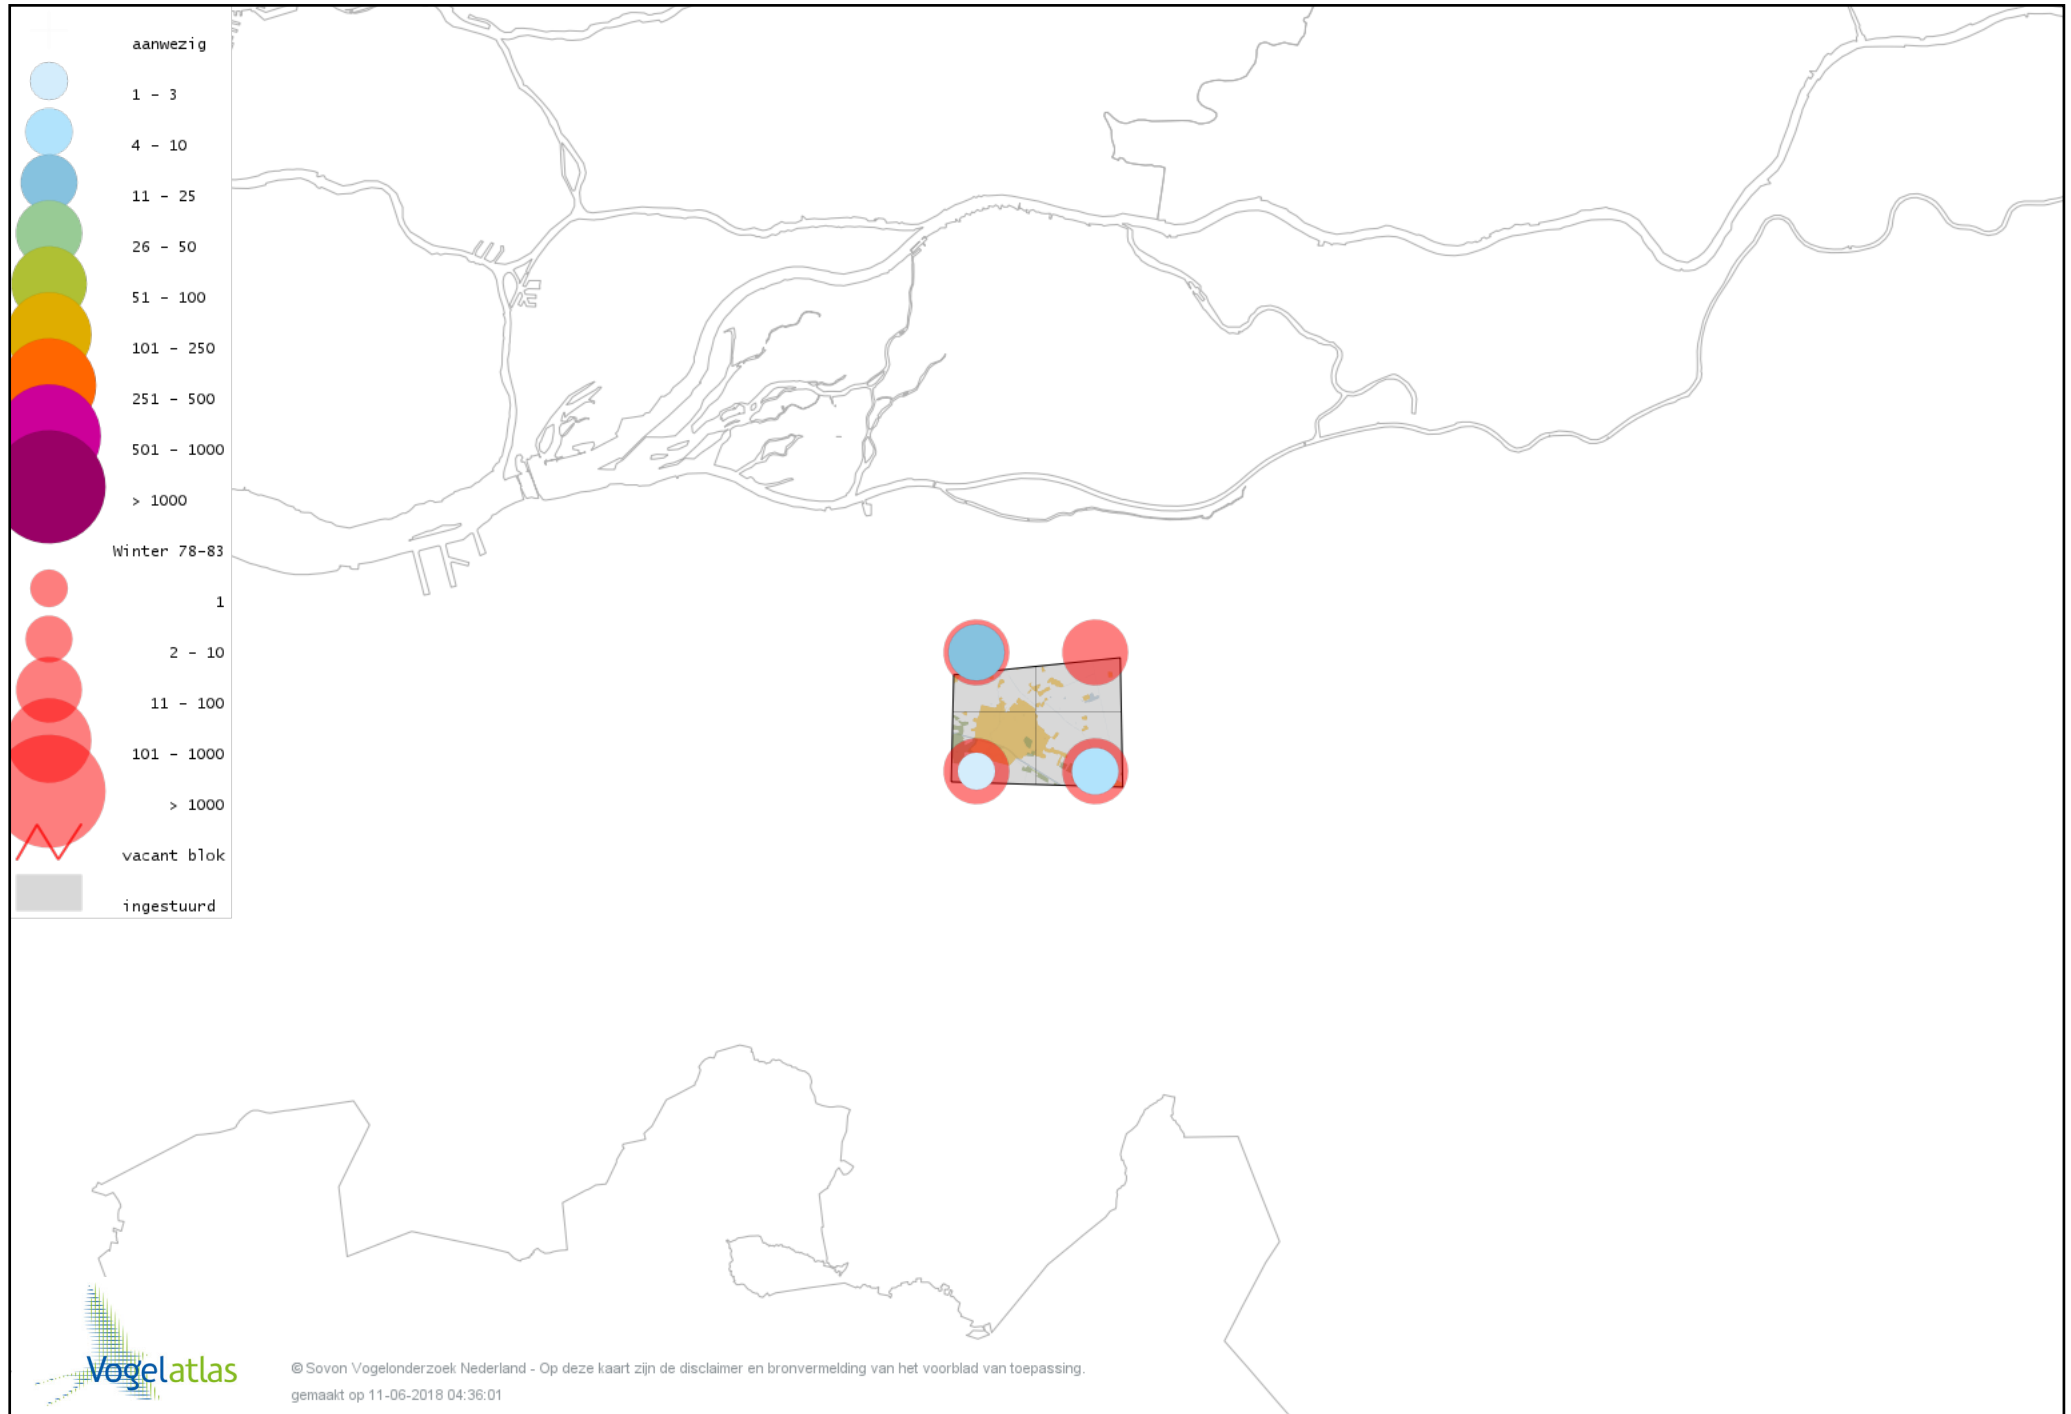 aanwezig
1 - 3
4 - 10
11 - 25
26 - 50
51 - 100
101 - 250
251 - 500
501 - 1000
> 1000
Winter 78-83
1
2 - 10
11 - 100
101 - 1000
> 1000
vacant blok
ingestuurd
Vogelatlas
© Sovon Vogelonderzoek Nederland - Op deze kaart zijn de disclaimer en bronvermelding van het voorblad van toepassing.
gemaakt op 11-06-2018 04:36:01